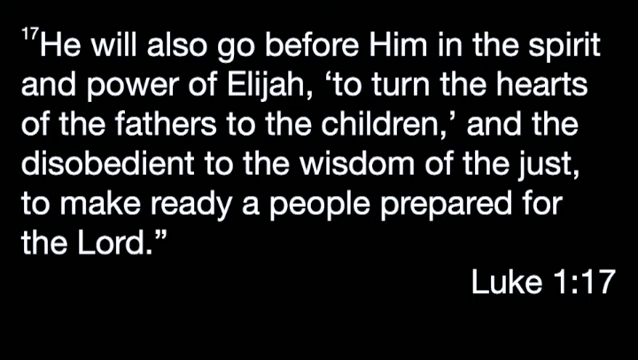 17He will also go before Him in the spirit
and power of Elijah, ‘to turn the hearts
of the fathers to the children,’ and the
disobedient to the wisdom of the just,
to make ready a people prepared for
the Lord.”
Luke 1:17